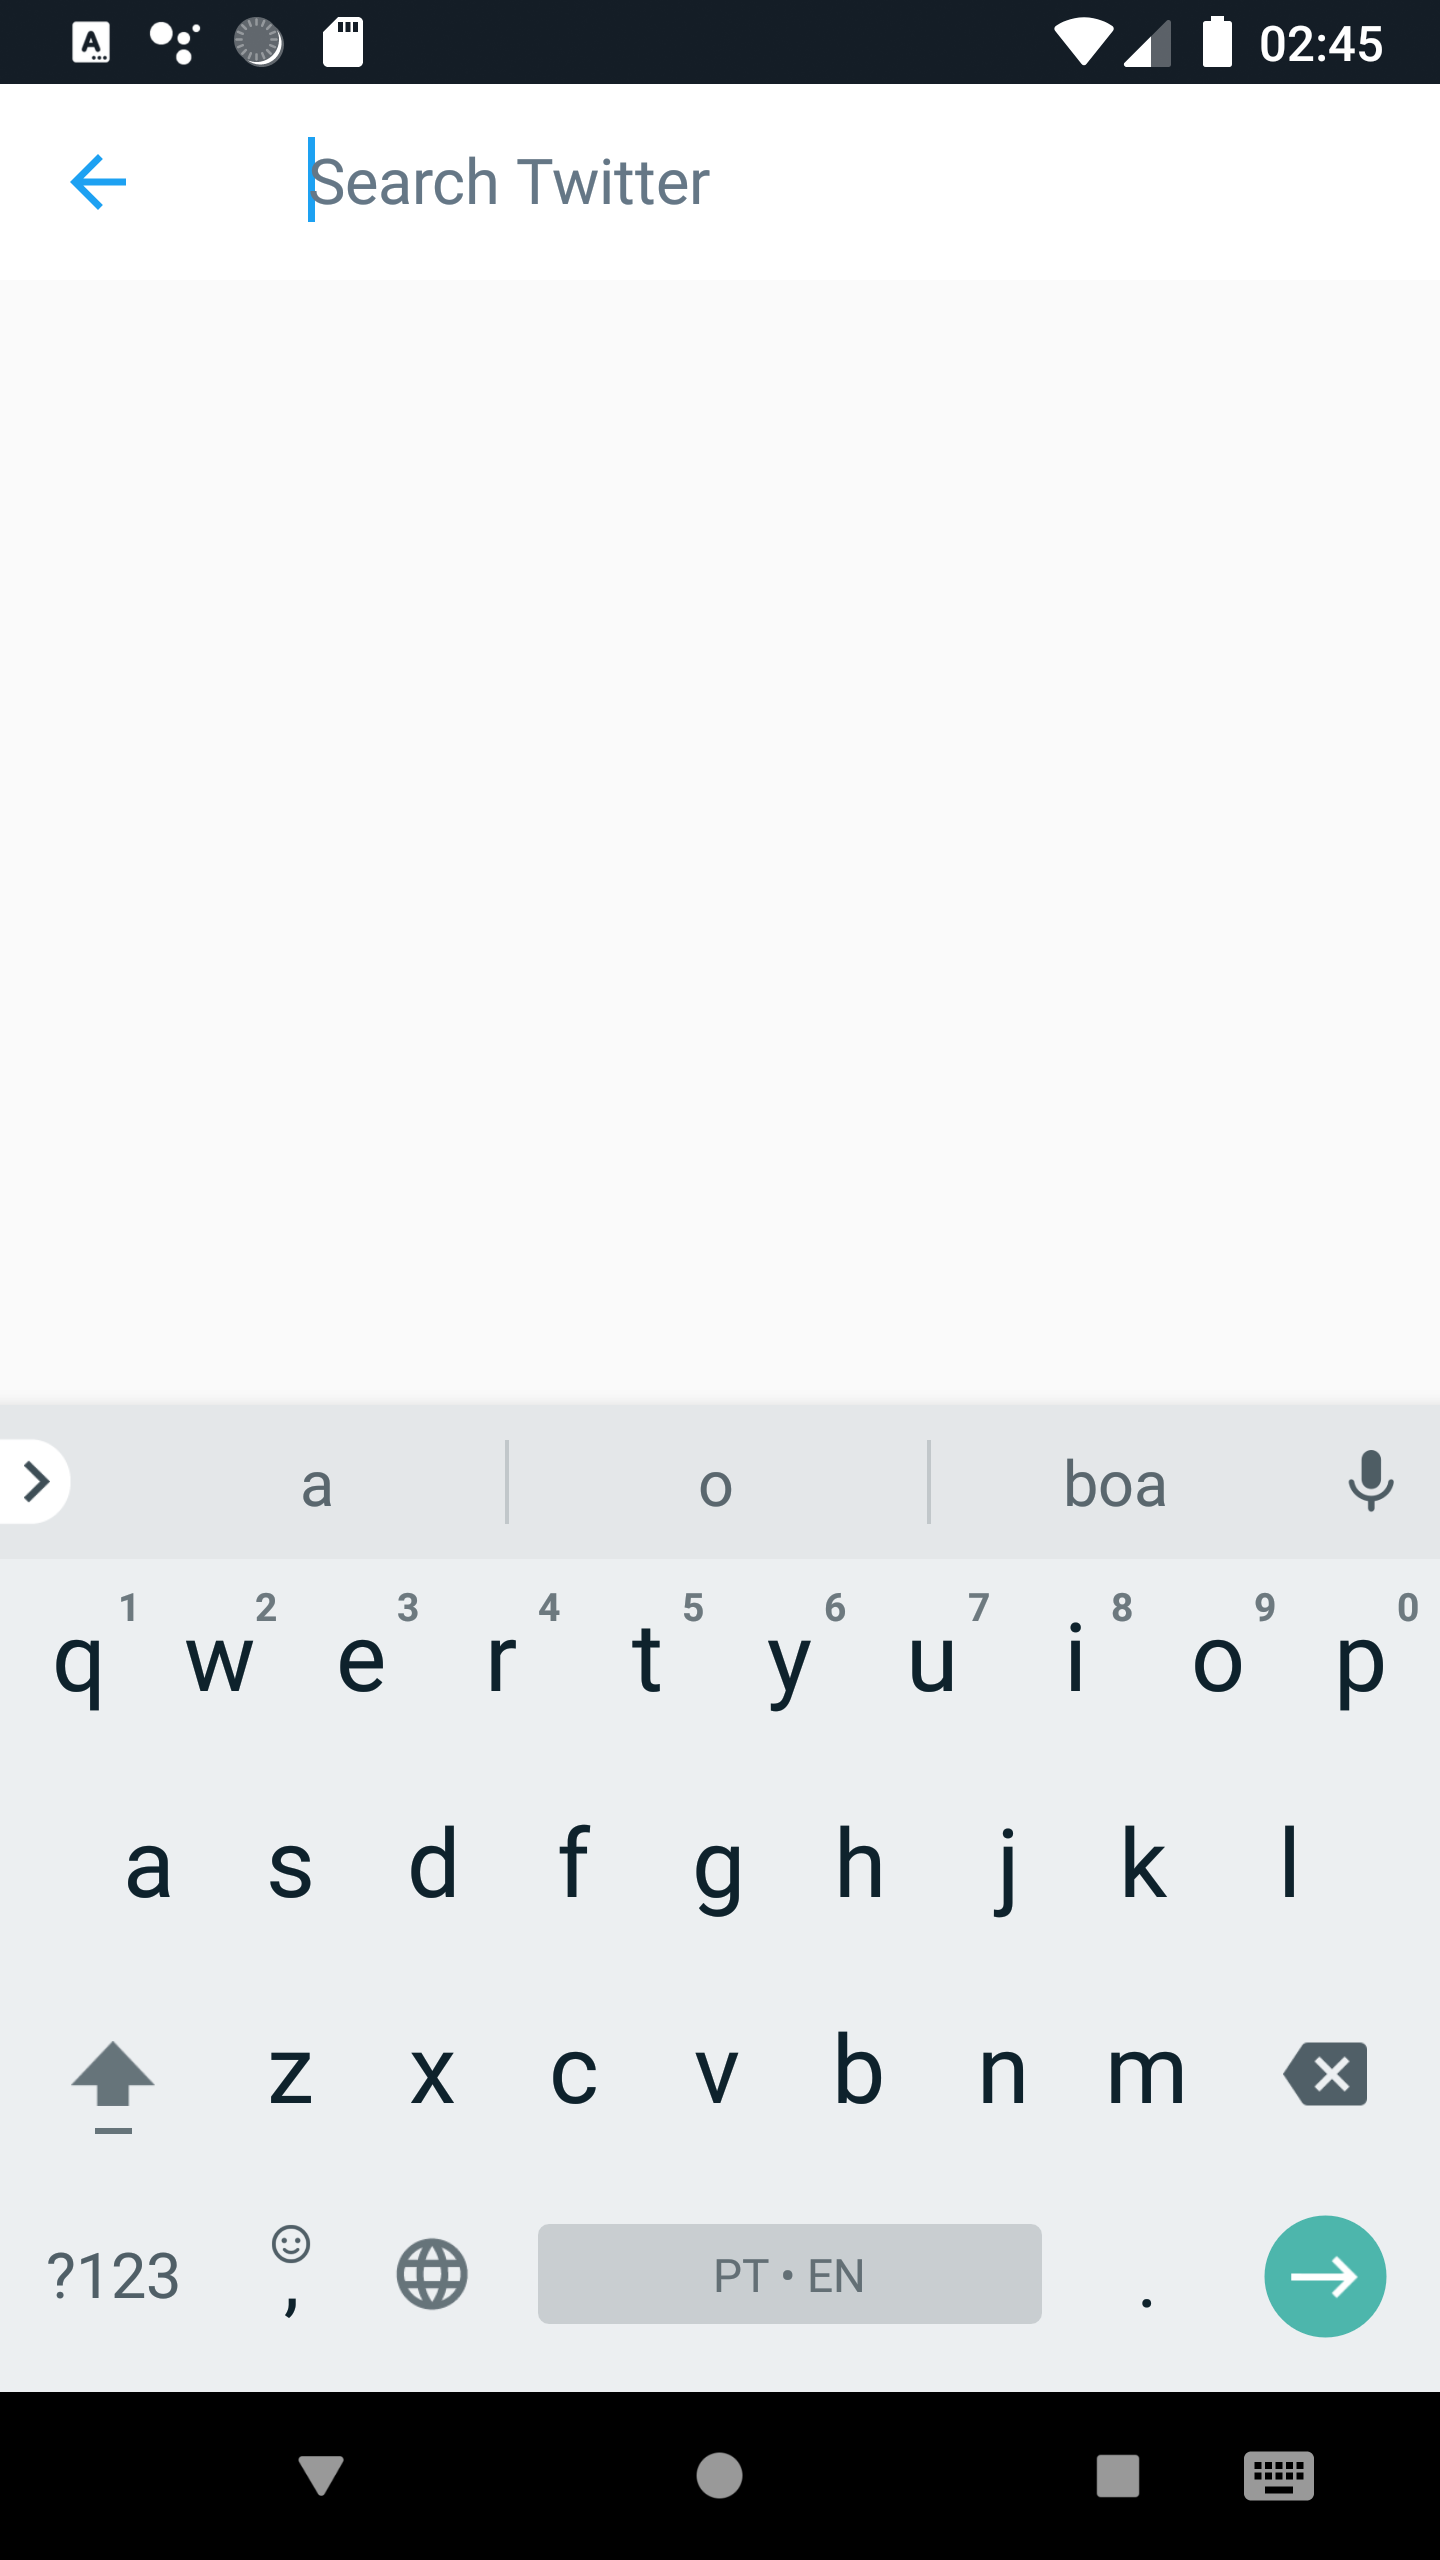 02:45
Search Twitter
a o boa
1 2 3 4 5 6 7 8 9 0
q w e r t y u i o p
a s d f g h j k l
z x c v b n m
?123 , PT • EN .